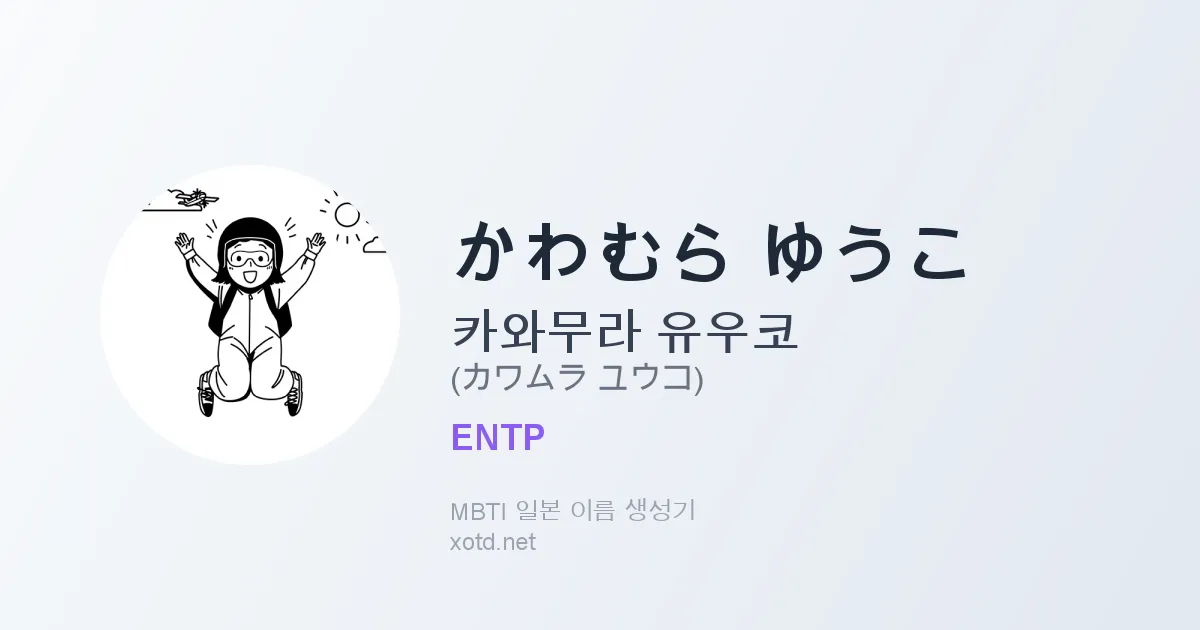 かわむら ゆうこ
카와무라 유우코
(カワムラ ユウコ)
ENTP
MBTI 일본 이름 생성기
xotd.net